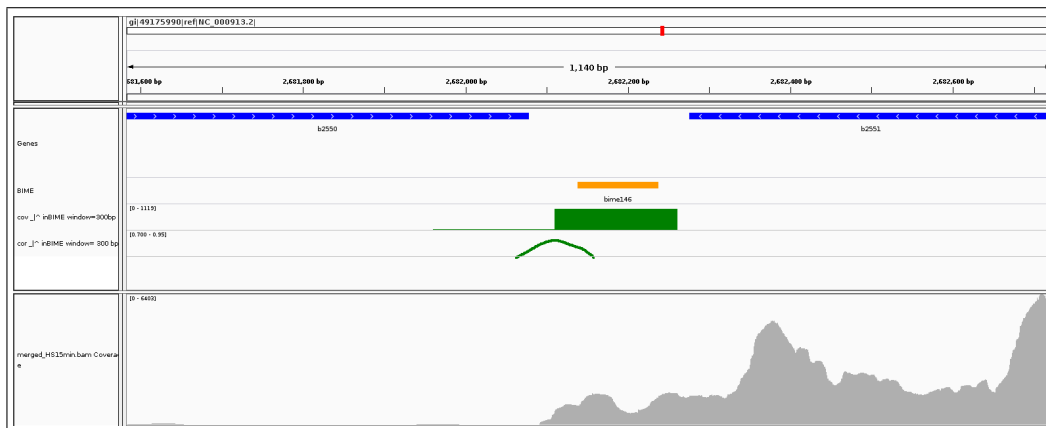 gi|49175990|ref|NC_000913.2|
1,140 bp
681,600 bp 2,681,800 bp 2,682,000 bp 2,682,200 bp 2,682,400 bp 2,682,600 bp
b2550 b2551
Genes
BIME
bime146
cov _|^ inBIME window=300bp [0 - 1119]
cor _|^ inBIME window= 300 bp [0.700 - 0.95]
[0 - 6403]
merged_HS15min.bam Covera
e